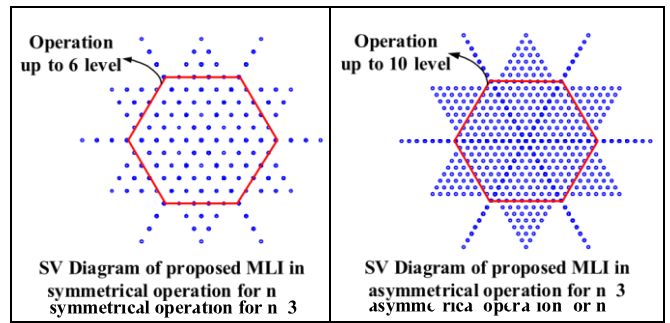 Operation
up to 6 level
SV Diagram of proposed MLI in
symmetrical operation for n
symmetrical operation for n 3
Operation
up to 10 level
SV Diagram of proposed MLI in
asymmetrical operation for n 3